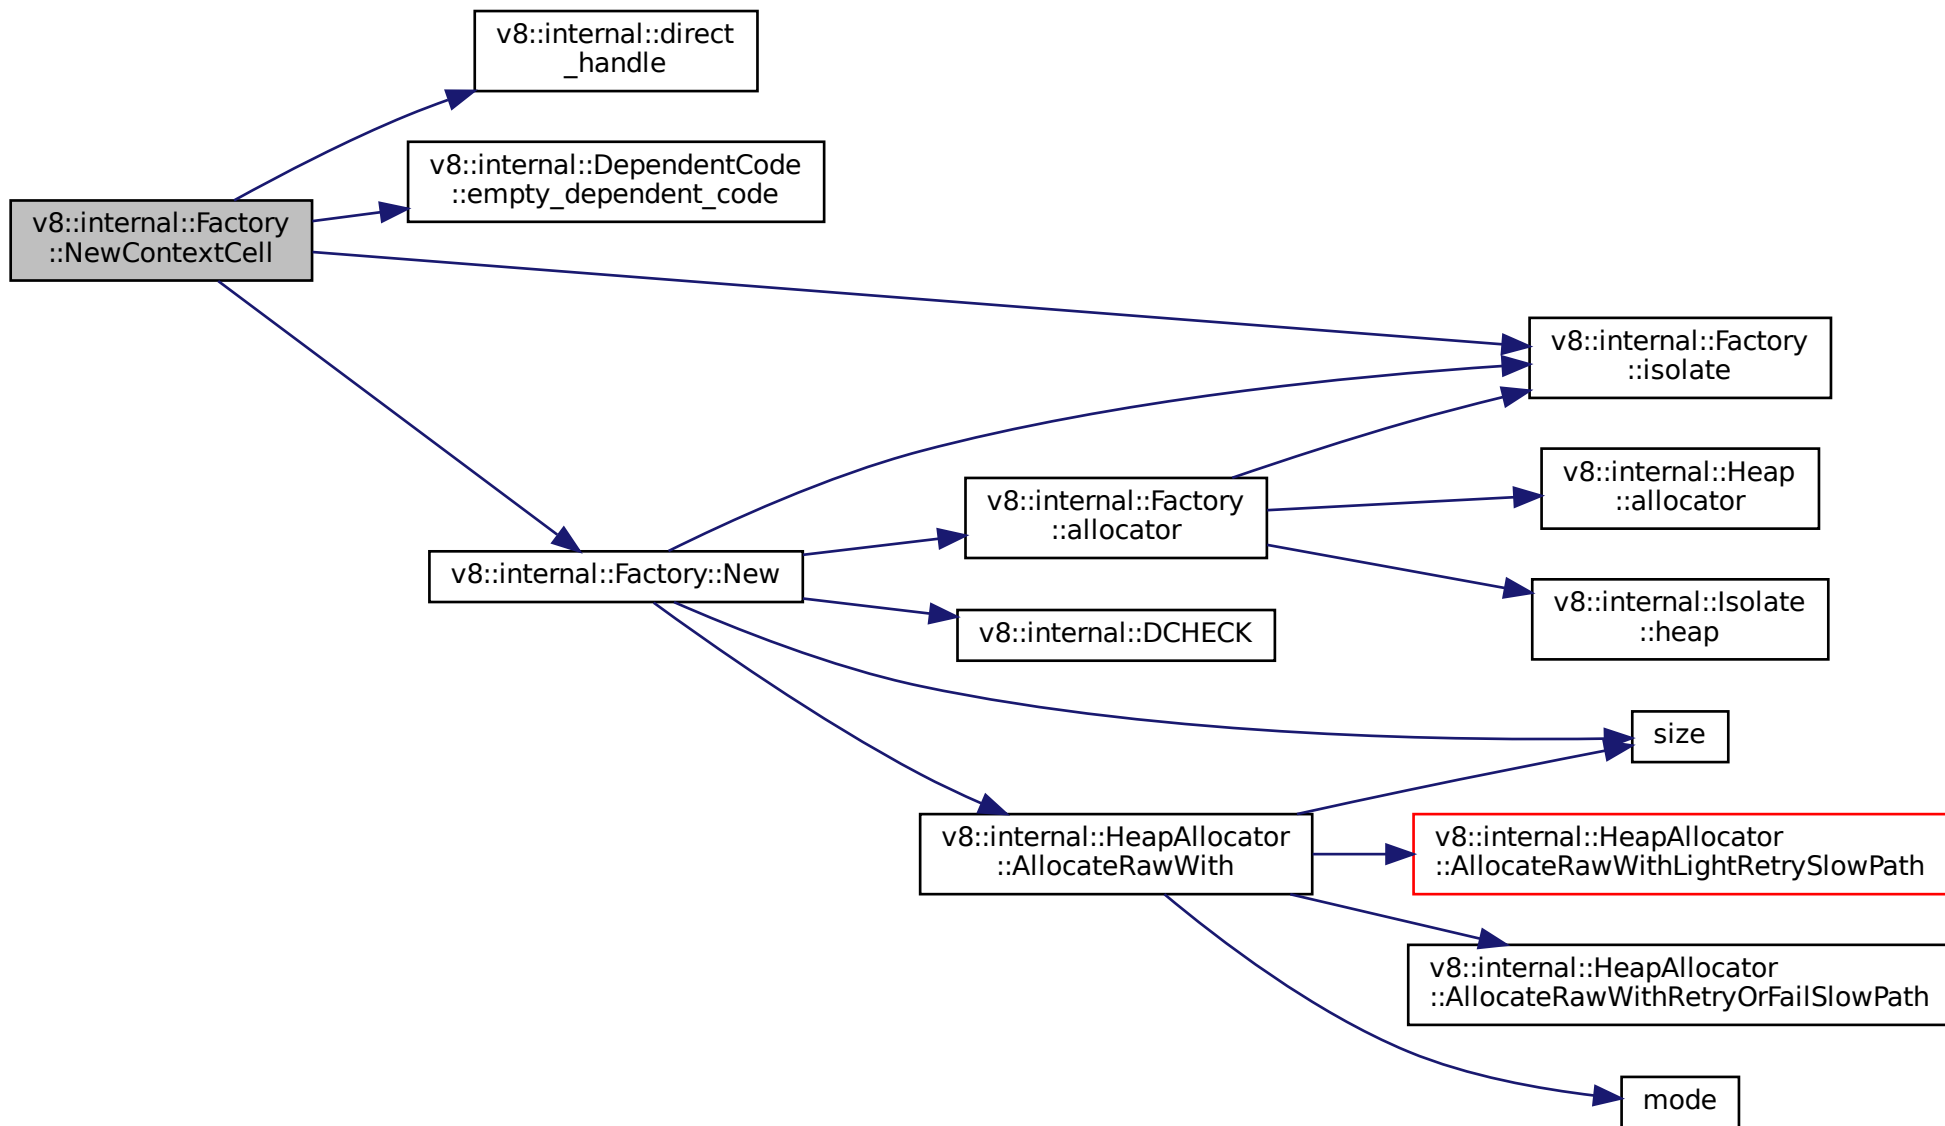 v8::internal::direct
_handle
v8::internal::DependentCode
::empty_dependent_code
v8::internal::Factory
::NewContextCell
v8::internal::Factory
::isolate
v8::internal::Heap
::allocator
v8::internal::Factory
::allocator
v8::internal::Factory::New
v8::internal::Isolate
::heap
v8::internal::DCHECK
size
v8::internal::HeapAllocator
::AllocateRawWith
v8::internal::HeapAllocator
::AllocateRawWithLightRetrySlowPath
v8::internal::HeapAllocator
::AllocateRawWithRetryOrFailSlowPath
mode